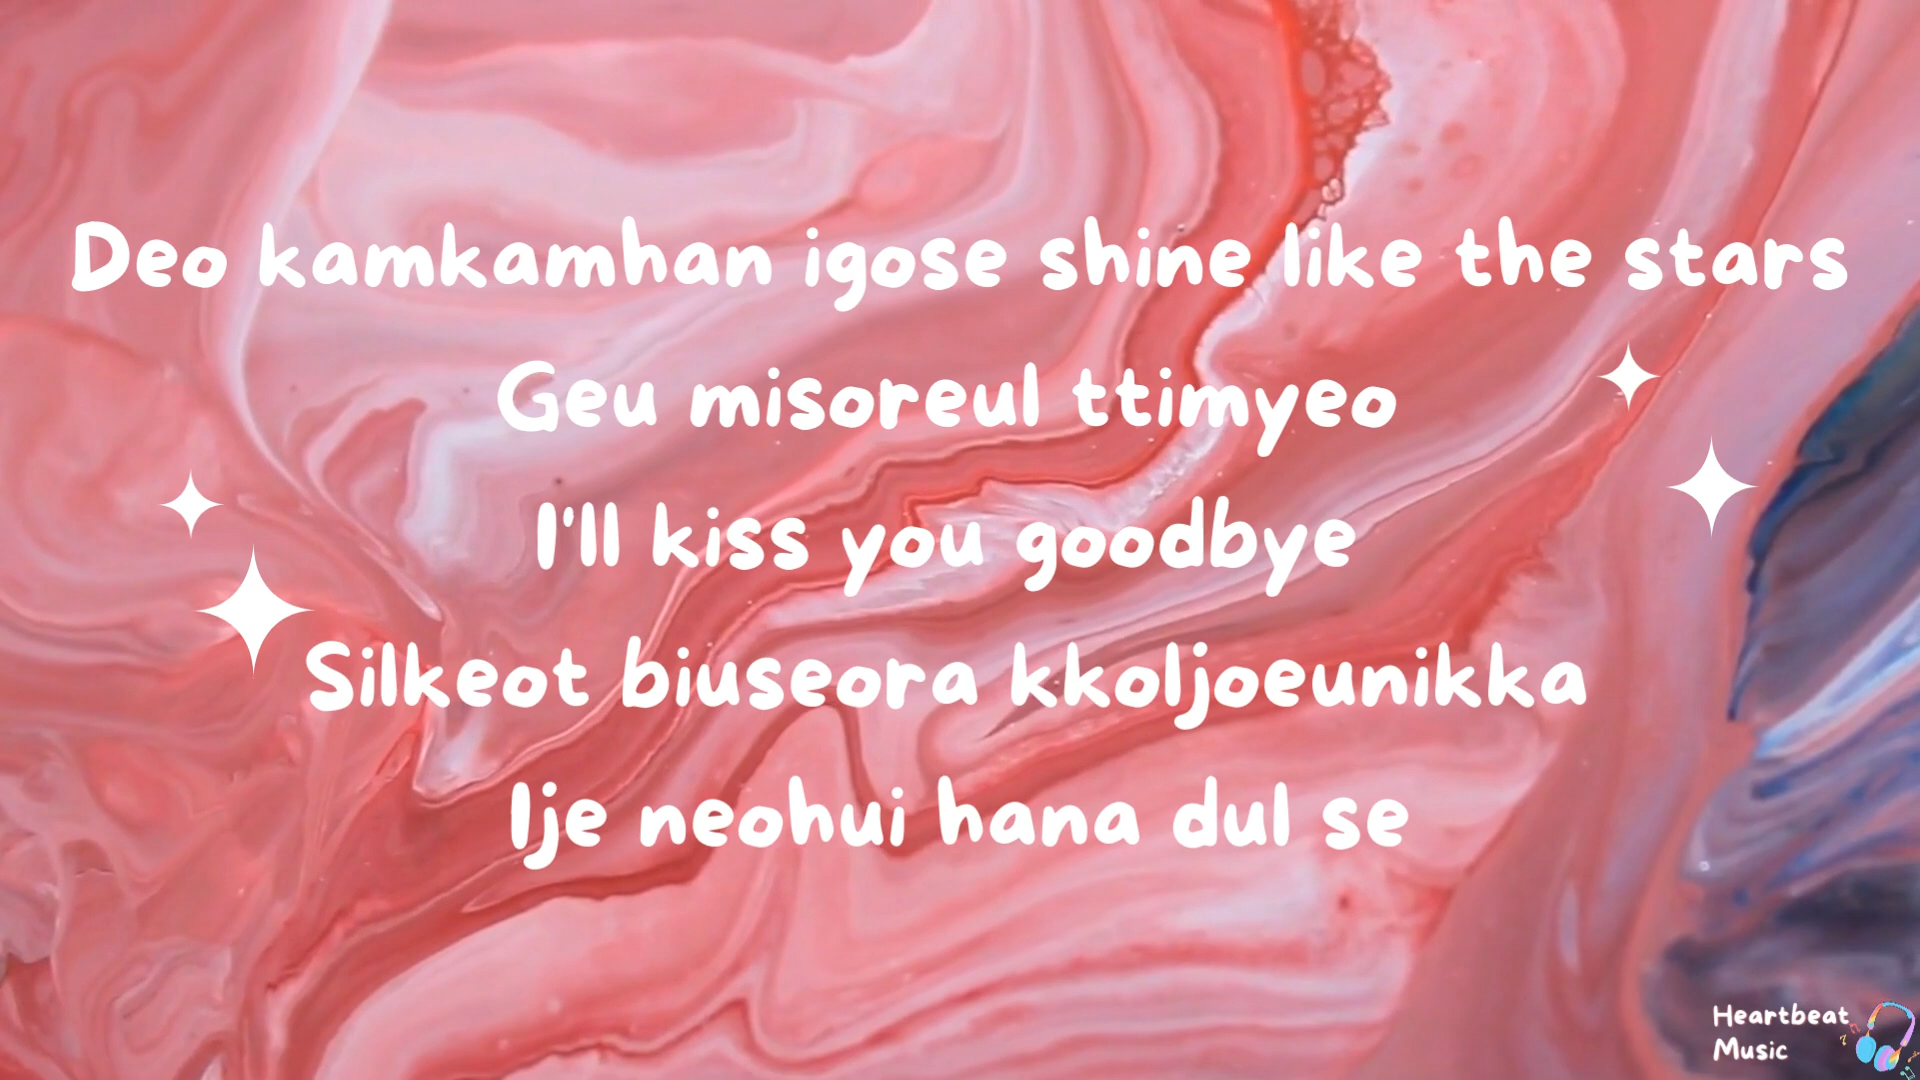 Deo kamkamhan igose shine like the stars
Geu misoreul ttimyeo
I'll kiss you goodbye
Silkeot biuseora kkoljoeunikka
Ije neohui hana dul se
Heartbeat
Music